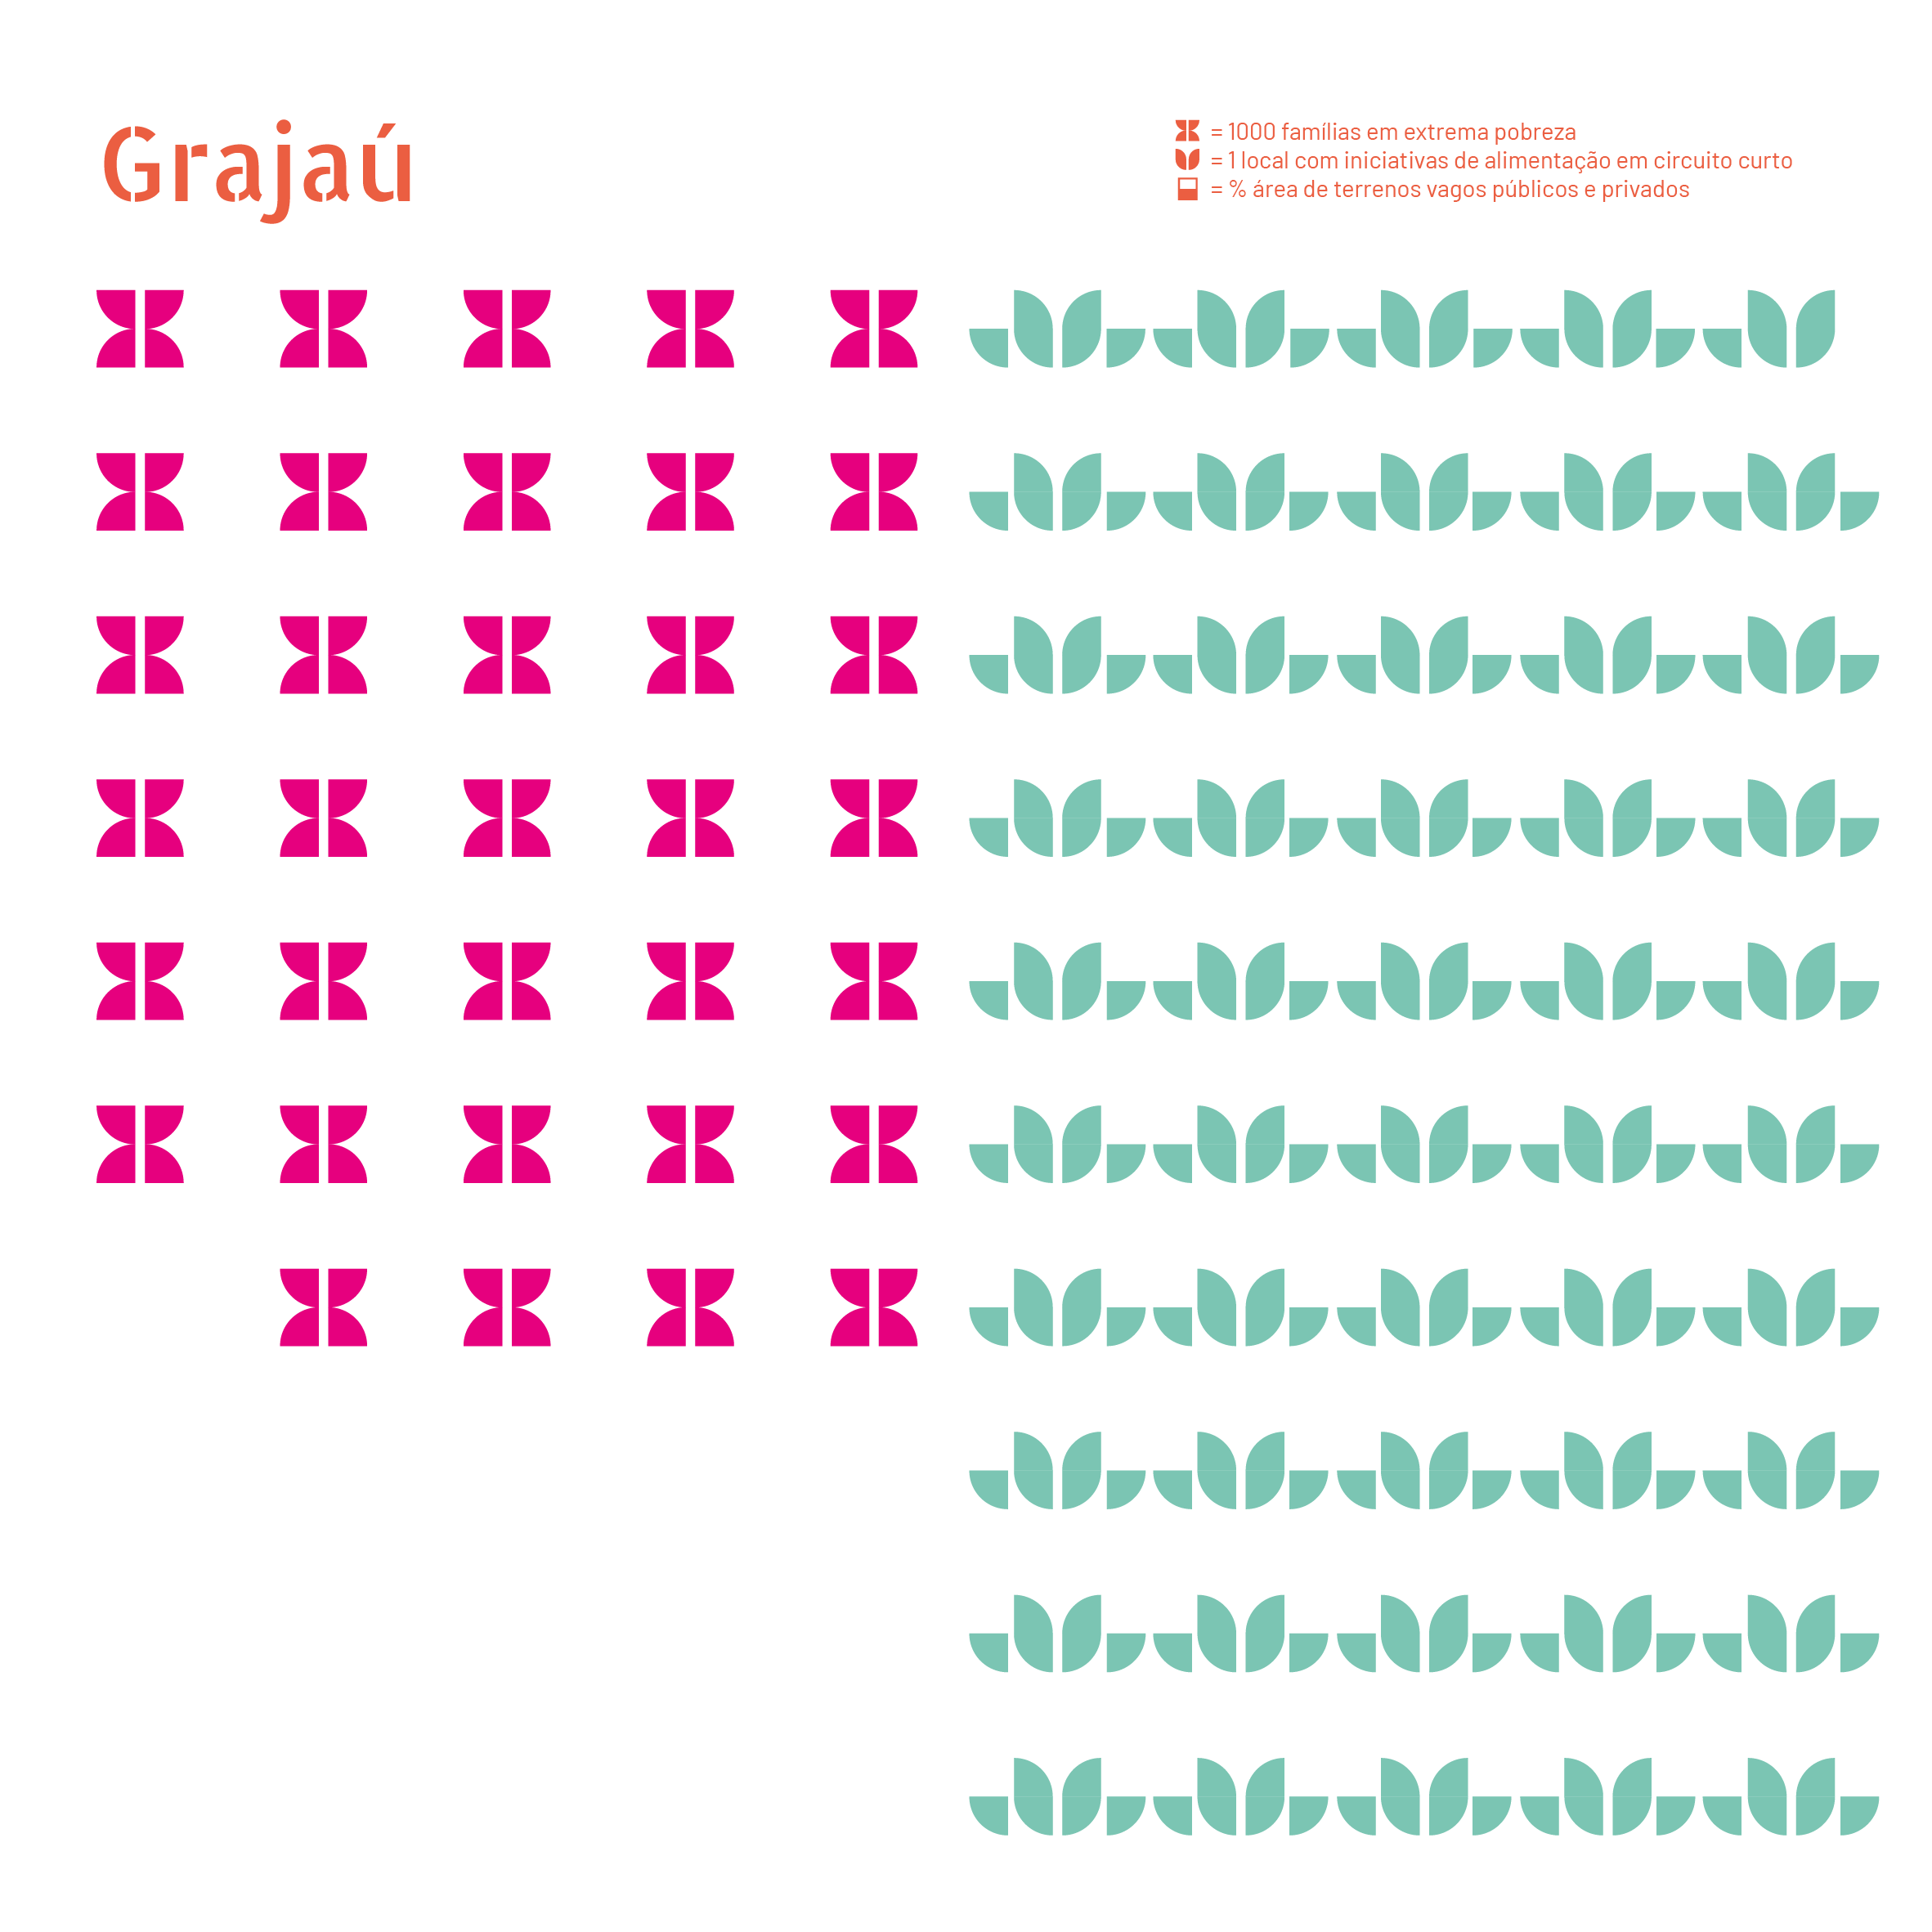 Grajaú
= 1000 famílias em extrema pobreza
= 1 local com iniciativas de alimentação em circuito curto
= % área de terrenos vagos públicos e privados